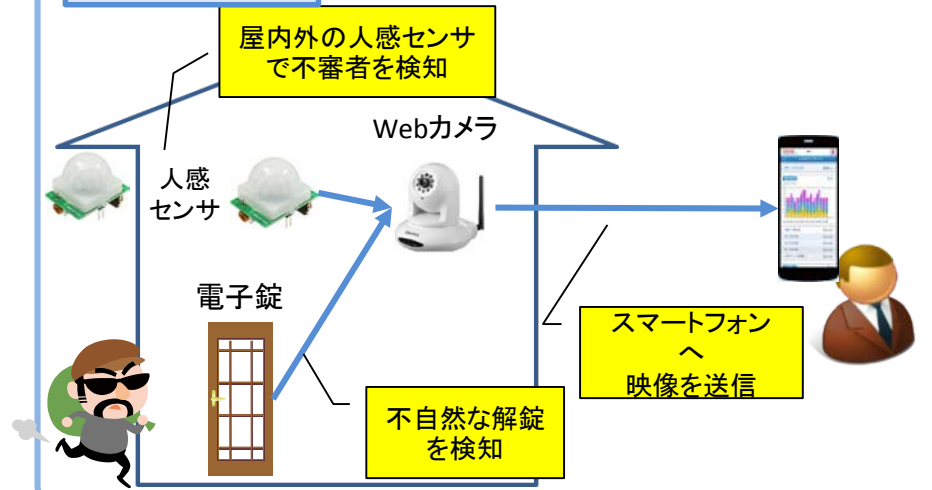 屋内外の人感センサ
で不審者を検知
Webカメラ
人感
センサ
電子錠
スマートフォン
へ
映像を送信
不自然な解錠
を検知